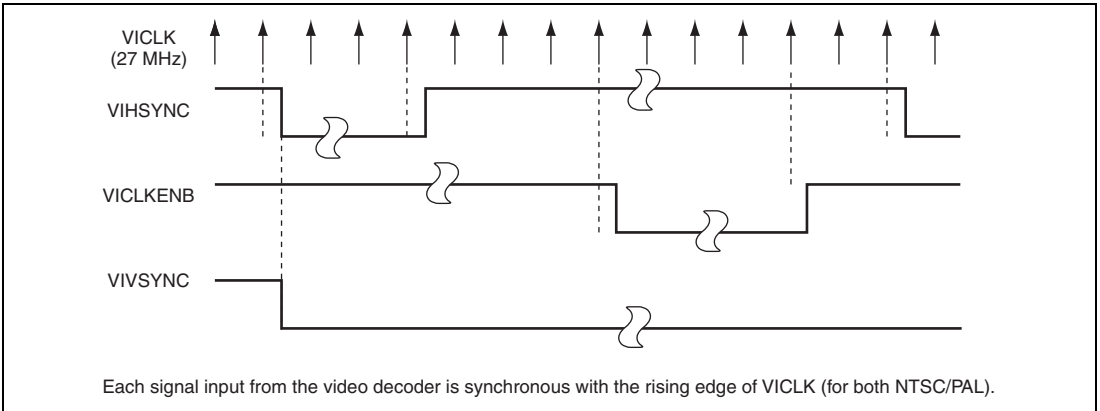 VICLK
(27 MHz)
VIHSYNC
VICLKENB
VIVSYNC
Each signal input from the video decoder is synchronous with the rising edge of VICLK (for both NTSC/PAL).